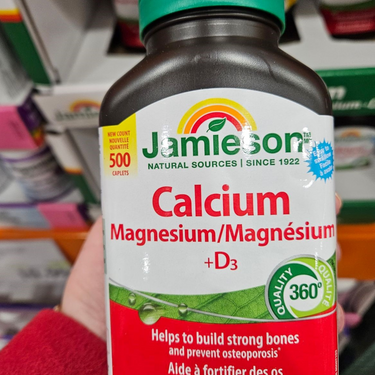 NEW COUNT
NOUVELLE
QUANTITÉ
500
CAPLETS
Jamieson
NATURAL SOURCES | SINCE 1922
Calcium
Magnesium/Magnésium
+D3
QUALITY
QUALITÉ
360°
Helps to build strong bones
and prevent osteoporosis*
Aide à fortifier des os